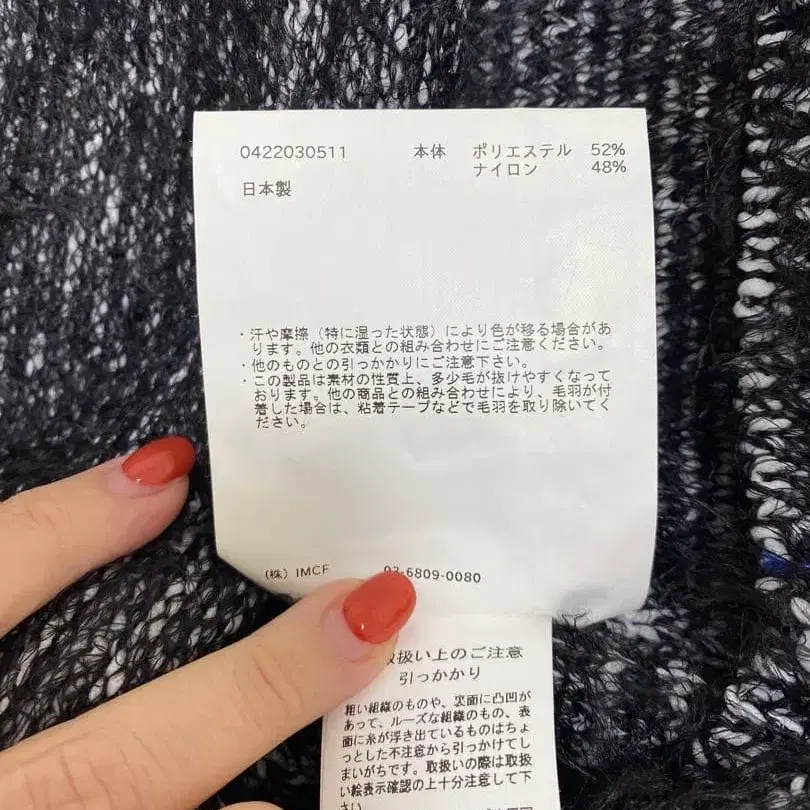 0422030511 本体 ポリエステル 52%
ナイロン 48%
日本製
・汗や摩擦（特に湿った状態）により色が移る場合があ
ります。他の衣類との組み合わせにご注意ください。
・他のものとの引っかかりにご注意下さい。
・この製品は素材の性質上、多少毛が抜けやすくなって
おります。他の商品との組み合わせにより、毛羽が付
着した場合は、粘着テープなどで毛羽を取り除いてく
ださい。
（株）IMCF 03-6809-0080
取扱い上のご注意
引っかかり
粗い組織のものや、裏面に凸凹が
あって、ルーズな組織のもの、表
面に糸が浮き出ているものはちょ
っとした不注意から引っかけてし
まいがちです。取扱いの際は取扱
い絵表示確認の上十分注意して下
さい。